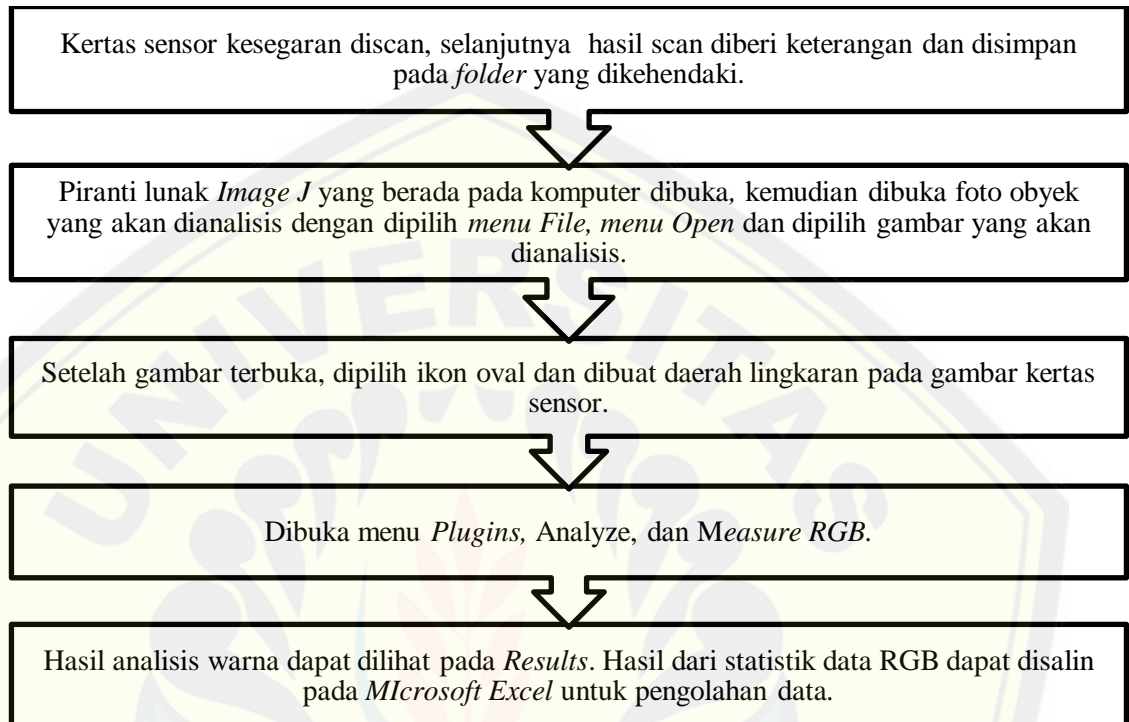 Kertas sensor kesegaran discan, selanjutnya hasil scan diberi keterangan dan disimpan
pada folder yang dikehendaki.
Piranti lunak Image J yang berada pada komputer dibuka, kemudian dibuka foto obyek
yang akan dianalisis dengan dipilih menu File, menu Open dan dipilih gambar yang akan
dianalisis.
Setelah gambar terbuka, dipilih ikon oval dan dibuat daerah lingkaran pada gambar kertas
sensor.
Dibuka menu Plugins, Analyze, dan Measure RGB.
Hasil analisis warna dapat dilihat pada Results. Hasil dari statistik data RGB dapat disalin
pada MIcrosoft Excel untuk pengolahan data.
UNIVERSITAS